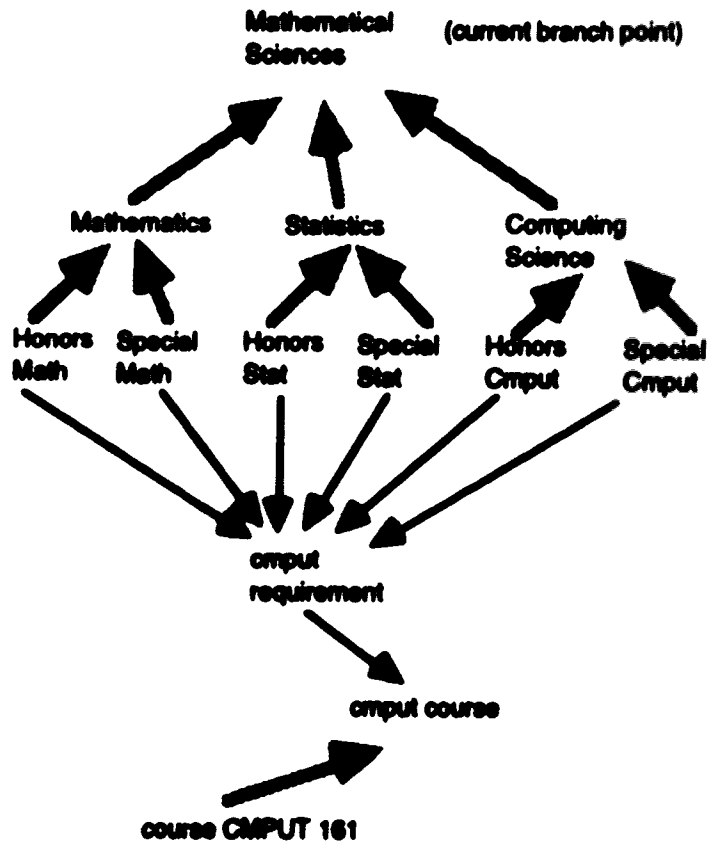 Mathematical
Sciences
(current branch point)
Mathematics
Statistics
Computing
Science
Honors
Math
Special
Math
Honors
Stat
Special
Stat
Honors
Cmput
Special
Cmput
cmput
requirement
cmput course
course CMPUT 161